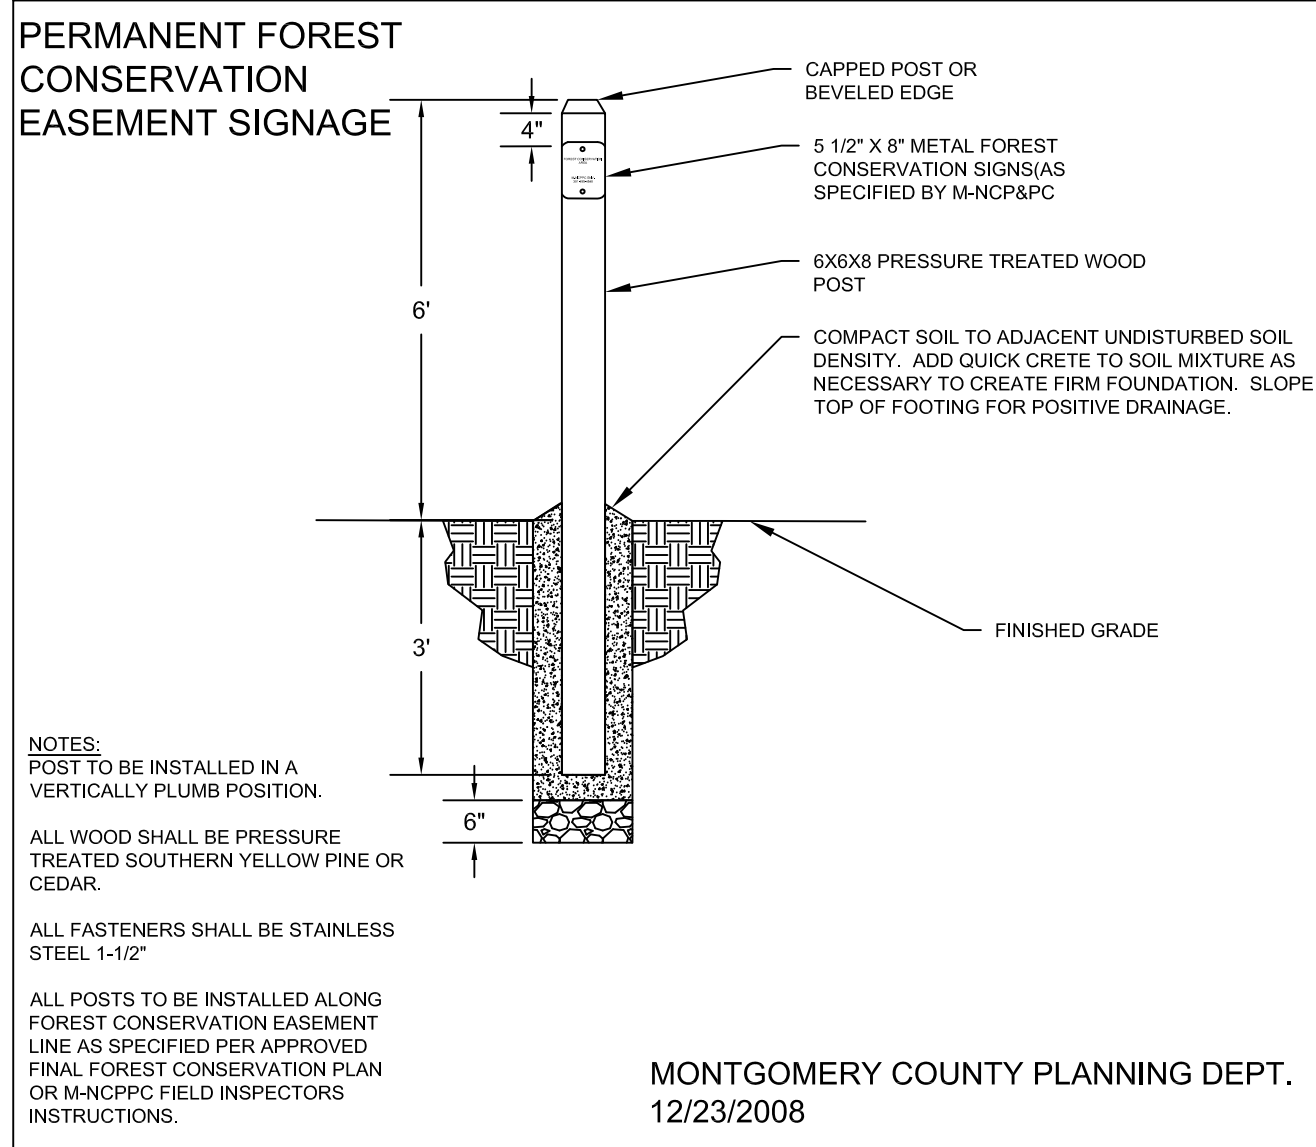 PERMANENT FOREST
CONSERVATION
EASEMENT SIGNAGE
CAPPED POST OR
BEVELED EDGE
4"
5 1/2" X 8" METAL FOREST
CONSERVATION SIGNS(AS
SPECIFIED BY M-NCP&PC
FOREST CONSERVATION
AREA
6X6X8 PRESSURE TREATED WOOD
POST
6'
COMPACT SOIL TO ADJACENT UNDISTURBED SOIL
DENSITY. ADD QUICK CRETE TO SOIL MIXTURE AS
NECESSARY TO CREATE FIRM FOUNDATION. SLOPE
TOP OF FOOTING FOR POSITIVE DRAINAGE.
FINISHED GRADE
3'
6"
NOTES:
POST TO BE INSTALLED IN A
VERTICALLY PLUMB POSITION.
ALL WOOD SHALL BE PRESSURE
TREATED SOUTHERN YELLOW PINE OR
CEDAR.
ALL FASTENERS SHALL BE STAINLESS
STEEL 1-1/2"
ALL POSTS TO BE INSTALLED ALONG
FOREST CONSERVATION EASEMENT
LINE AS SPECIFIED PER APPROVED
FINAL FOREST CONSERVATION PLAN
OR M-NCPPC FIELD INSPECTORS
INSTRUCTIONS.
MONTGOMERY COUNTY PLANNING DEPT.
12/23/2008